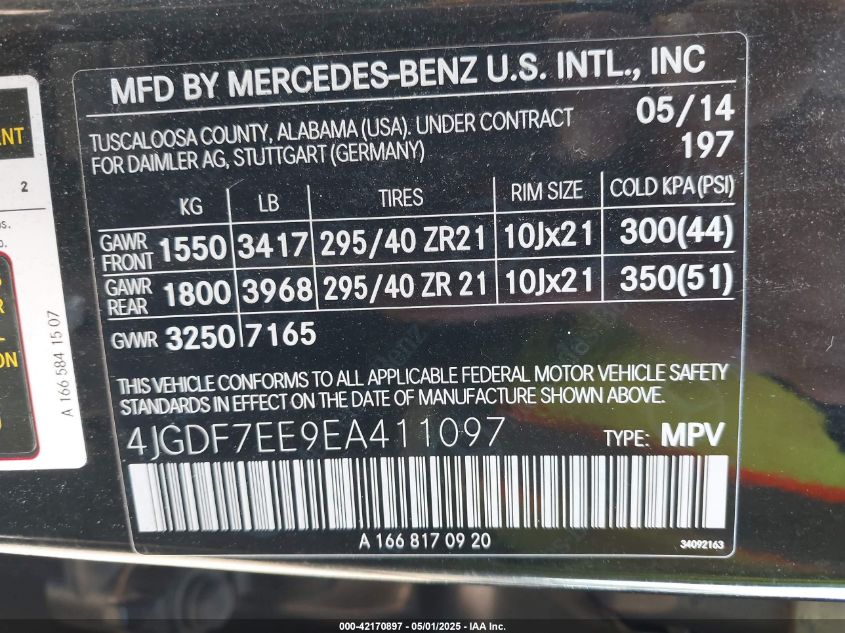 MFD BY MERCEDES-BENZ U.S. INTL., INC
TUSCALOOSA COUNTY, ALABAMA (USA). UNDER CONTRACT 05/14
FOR DAIMLER AG, STUTTGART (GERMANY) 197
KG LB TIRES RIM SIZE COLD KPA(PSI)
GAWR FRONT 1550 3417 295/40 ZR21 10Jx21 300(44)
GAWR REAR 1800 3968 295/40 ZR 21 10Jx21 350(51)
GVWR 3250 7165
THIS VEHICLE CONFORMS TO ALL APPLICABLE FEDERAL MOTOR VEHICLE SAFETY
STANDARDS IN EFFECT ON THE DATE OF MANUFACTURE SHOWN ABOVE.
4JGDF7EE9EA411097 TYPE: MPV
A 166 817 09 20
34092163
2
A 166 584 15 07
000-42170897 - 05/01/2025 - IAA Inc.